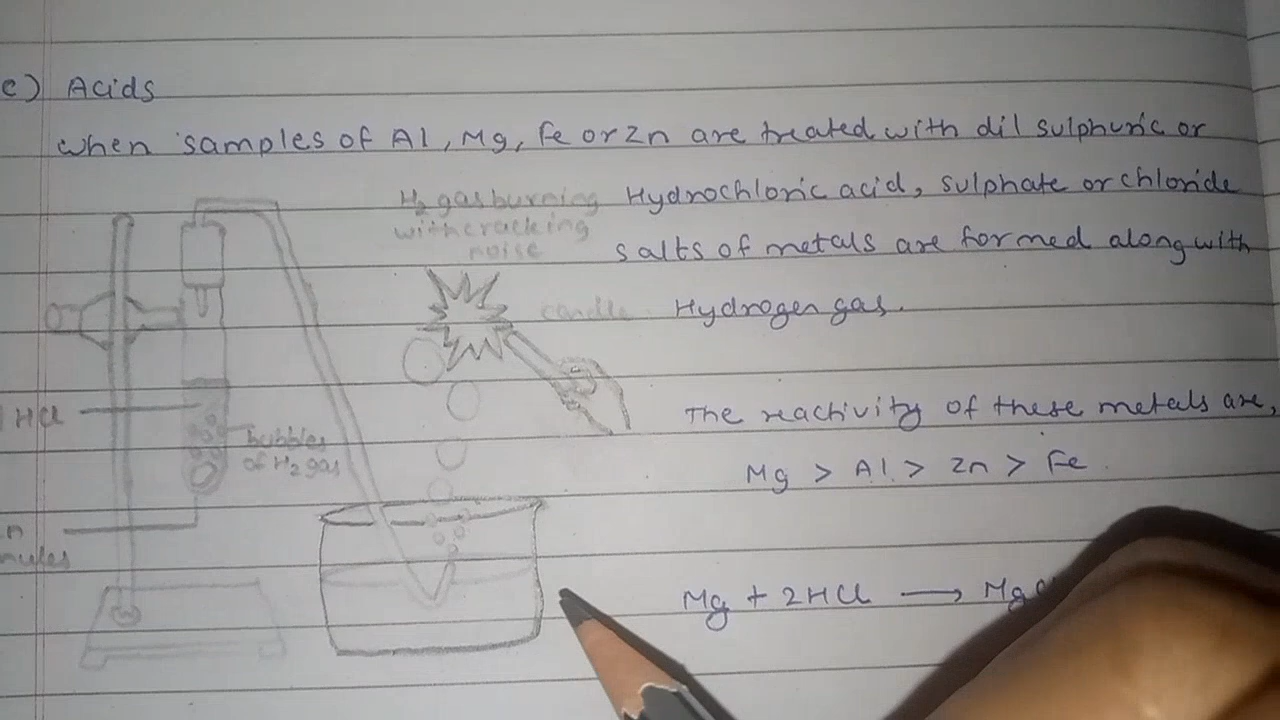 c) Acids
When samples of Al, Mg, Fe or Zn are treated with dil sulphuric or
Hydrochloric acid, sulphate or chloride
salts of metals are formed along with
Hydrogen gas.
H₂ gas burning
with cracking
noise
candle
HCl
bubbles
of H₂ gas
The reactivity of these metals are,
Mg > Al > Zn > Fe
Mg + 2HCl ⟶ Mg